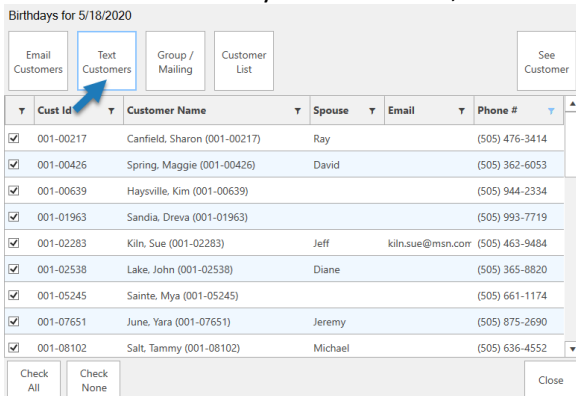 Birthdays for 5/18/2020
Email Customers
Text Customers
Group / Mailing
Customer List
See Customer
Cust Id Customer Name Spouse Email Phone #
001-00217 Canfield, Sharon (001-00217) Ray (505) 476-3414
001-00426 Spring, Maggie (001-00426) David (505) 362-6053
001-00639 Haysville, Kim (001-00639) (505) 944-2334
001-01963 Sandia, Dreva (001-01963) (505) 993-7719
001-02283 Kiln, Sue (001-02283) Jeff kiln.sue@msn.com (505) 463-9484
001-02538 Lake, John (001-02538) Diane (505) 365-8820
001-05245 Sainte, Mya (001-05245) (505) 661-1174
001-07651 June, Yara (001-07651) Jeremy (505) 875-2690
001-08102 Salt, Tammy (001-08102) Michael (505) 636-4552
Check All
Check None
Close